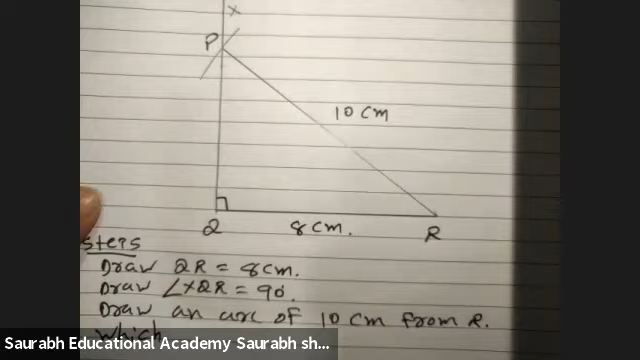 x
P
10 cm
Q
8 cm.
R
steps
Draw QR = 8cm.
Draw ∠XQR = 90.
Draw an arc of 10 cm from R.
which
Saurabh Educational Academy Saurabh sh...